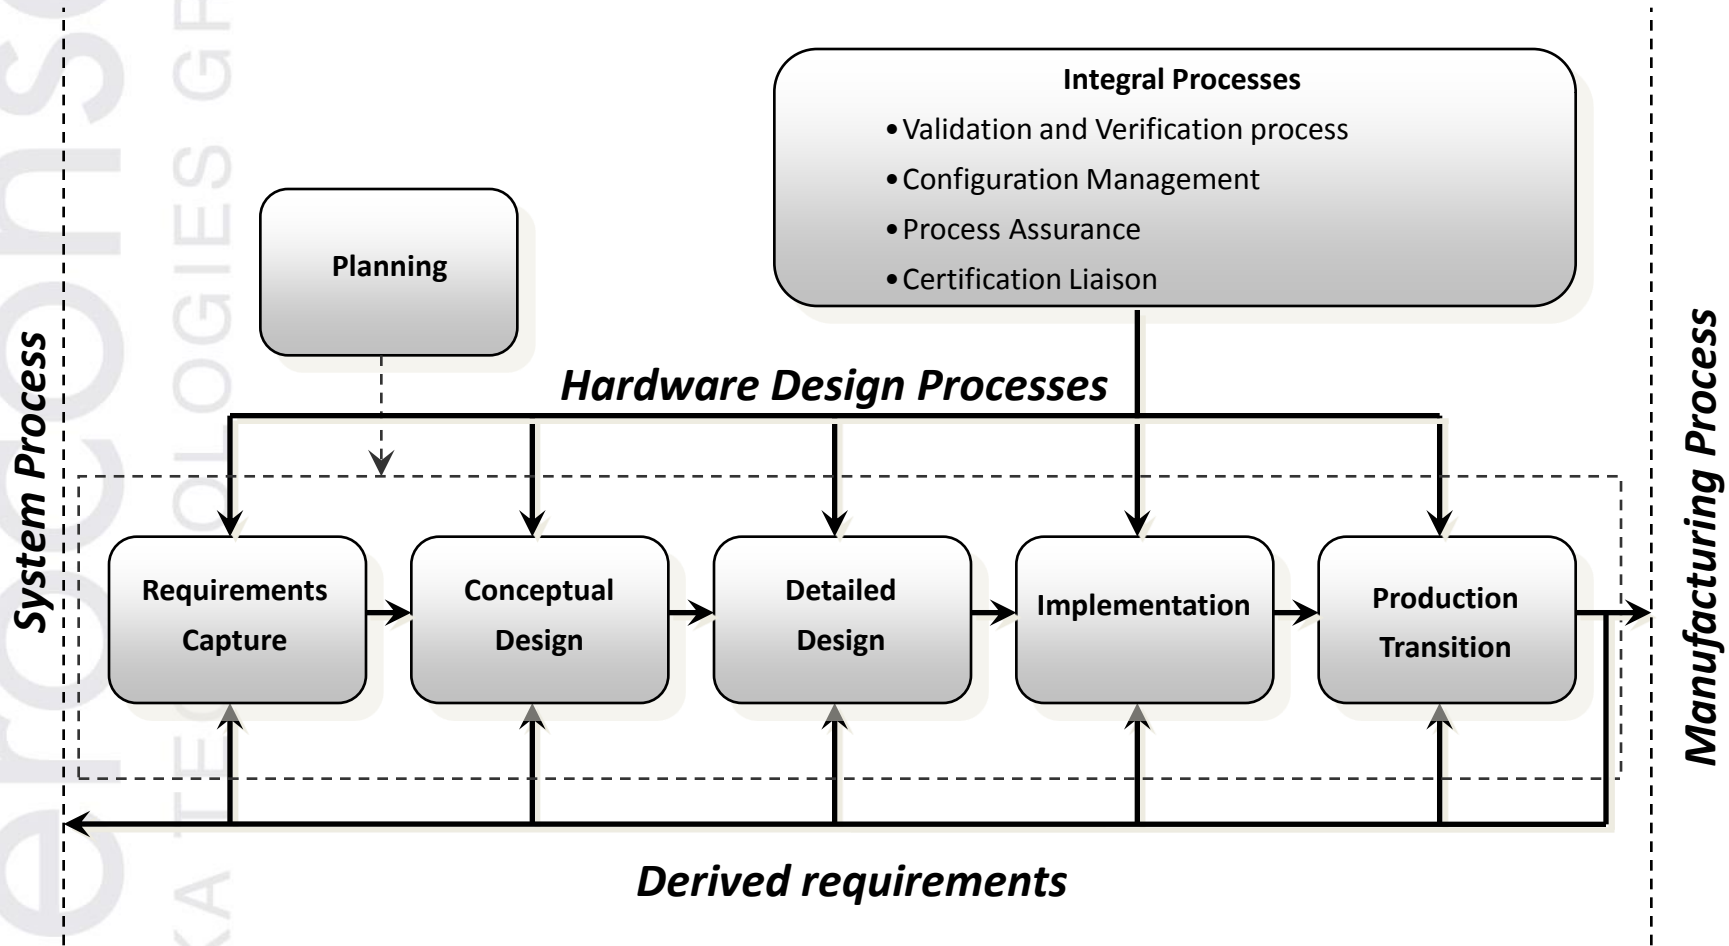 Integral Processes
•Validation and Verification process
•Configuration Management
•Process Assurance
•Certification Liaison
Planning
Hardware Design Processes
System Process
Manufacturing Process
Requirements
Capture
Conceptual
Design
Detailed
Design
Implementation
Production
Transition
Derived requirements